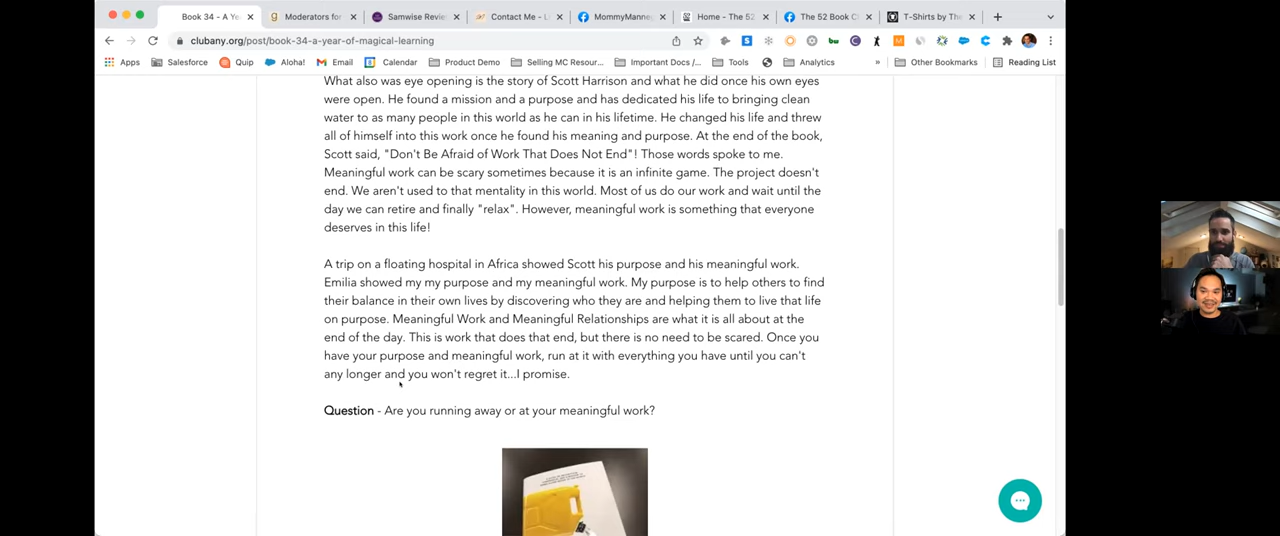 Book 34 - A Ye
Moderators for
Samwise Revie
Contact Me - L
MommyManneq
Home - The 52
The 52 Book C
T-Shirts by The
clubany.org/post/book-34-a-year-of-magical-learning
Apps
Salesforce
Quip
Aloha!
Email
Calendar
Product Demo
Selling MC Resour...
Important Docs /...
Tools
Analytics
»
Other Bookmarks
Reading List
What also was eye opening is the story of Scott Harrison and what he did once his own eyes
were open. He found a mission and a purpose and has dedicated his life to bringing clean
water to as many people in this world as he can in his lifetime. He changed his life and threw
all of himself into this work once he found his meaning and purpose. At the end of the book,
Scott said, "Don't Be Afraid of Work That Does Not End"! Those words spoke to me.
Meaningful work can be scary sometimes because it is an infinite game. The project doesn't
end. We aren't used to that mentality in this world. Most of us do our work and wait until the
day we can retire and finally "relax". However, meaningful work is something that everyone
deserves in this life!
A trip on a floating hospital in Africa showed Scott his purpose and his meaningful work.
Emilia showed my my purpose and my meaningful work. My purpose is to help others to find
their balance in their own lives by discovering who they are and helping them to live that life
on purpose. Meaningful Work and Meaningful Relationships are what it is all about at the
end of the day. This is work that does that end, but there is no need to be scared. Once you
have your purpose and meaningful work, run at it with everything you have until you can't
any longer and you won't regret it...I promise.
Question - Are you running away or at your meaningful work?